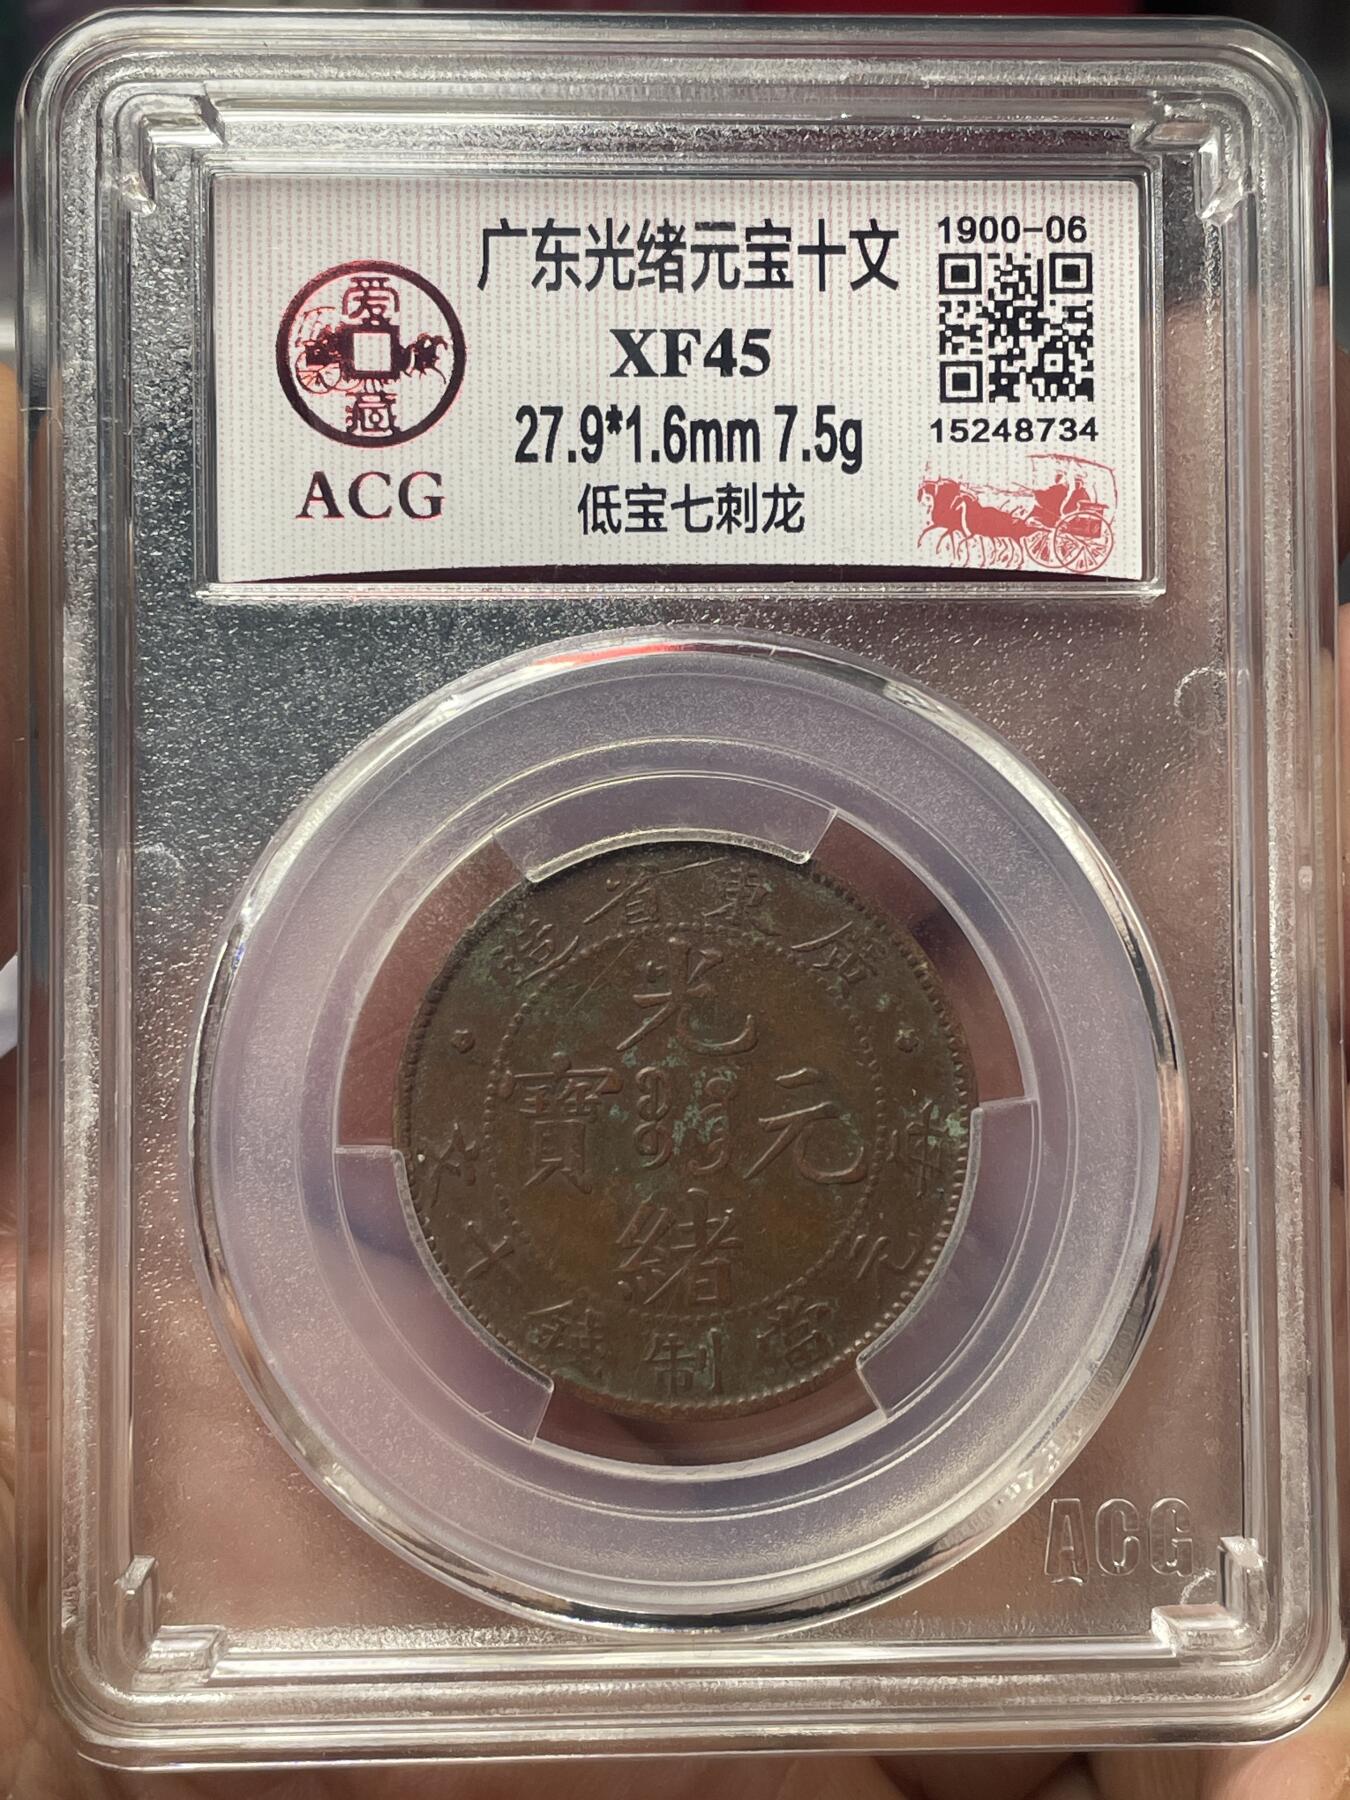 广东光绪元宝十文
1900-06
XF45
27.9*1.6mm 7.5g
15248734
低宝七刺龙
爱藏
ACG
廣東省造
光緒元寶
每元當制錢十文
ACG